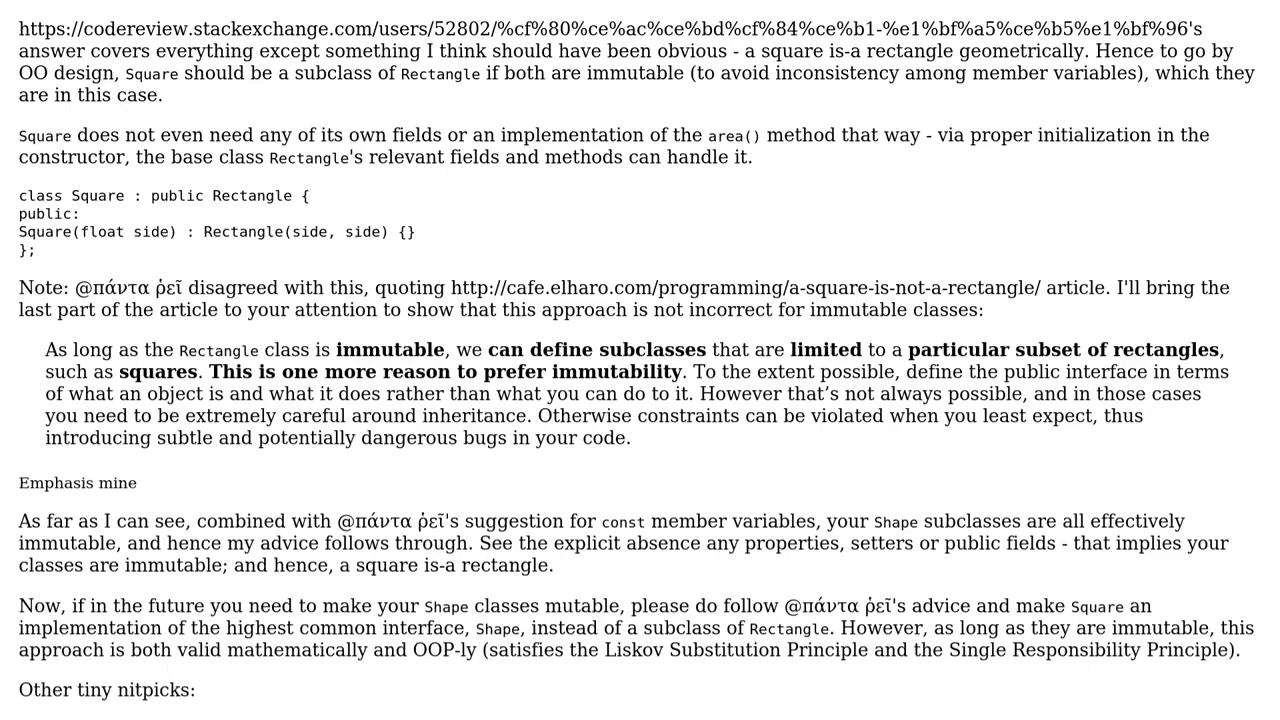 https://codereview.stackexchange.com/users/52802/%cf%80%ce%ac%ce%bd%cf%84%ce%b1-%e1%bf%a5%ce%b5%e1%bf%96's
answer covers everything except something I think should have been obvious - a square is-a rectangle geometrically. Hence to go by
OO design, Square should be a subclass of Rectangle if both are immutable (to avoid inconsistency among member variables), which they
are in this case.
Square does not even need any of its own fields or an implementation of the area() method that way - via proper initialization in the
constructor, the base class Rectangle's relevant fields and methods can handle it.
class Square : public Rectangle {
public:
Square(float side) : Rectangle(side, side) {}
};
Note: @πάντα ῥεῖ disagreed with this, quoting http://cafe.elharo.com/programming/a-square-is-not-a-rectangle/ article. I'll bring the
last part of the article to your attention to show that this approach is not incorrect for immutable classes:
As long as the Rectangle class is immutable, we can define subclasses that are limited to a particular subset of rectangles,
such as squares. This is one more reason to prefer immutability. To the extent possible, define the public interface in terms
of what an object is and what it does rather than what you can do to it. However that’s not always possible, and in those cases
you need to be extremely careful around inheritance. Otherwise constraints can be violated when you least expect, thus
introducing subtle and potentially dangerous bugs in your code.
Emphasis mine
As far as I can see, combined with @πάντα ῥεῖ's suggestion for const member variables, your Shape subclasses are all effectively
immutable, and hence my advice follows through. See the explicit absence any properties, setters or public fields - that implies your
classes are immutable; and hence, a square is-a rectangle.
Now, if in the future you need to make your Shape classes mutable, please do follow @πάντα ῥεῖ's advice and make Square an
implementation of the highest common interface, Shape, instead of a subclass of Rectangle. However, as long as they are immutable, this
approach is both valid mathematically and OOP-ly (satisfies the Liskov Substitution Principle and the Single Responsibility Principle).
Other tiny nitpicks: